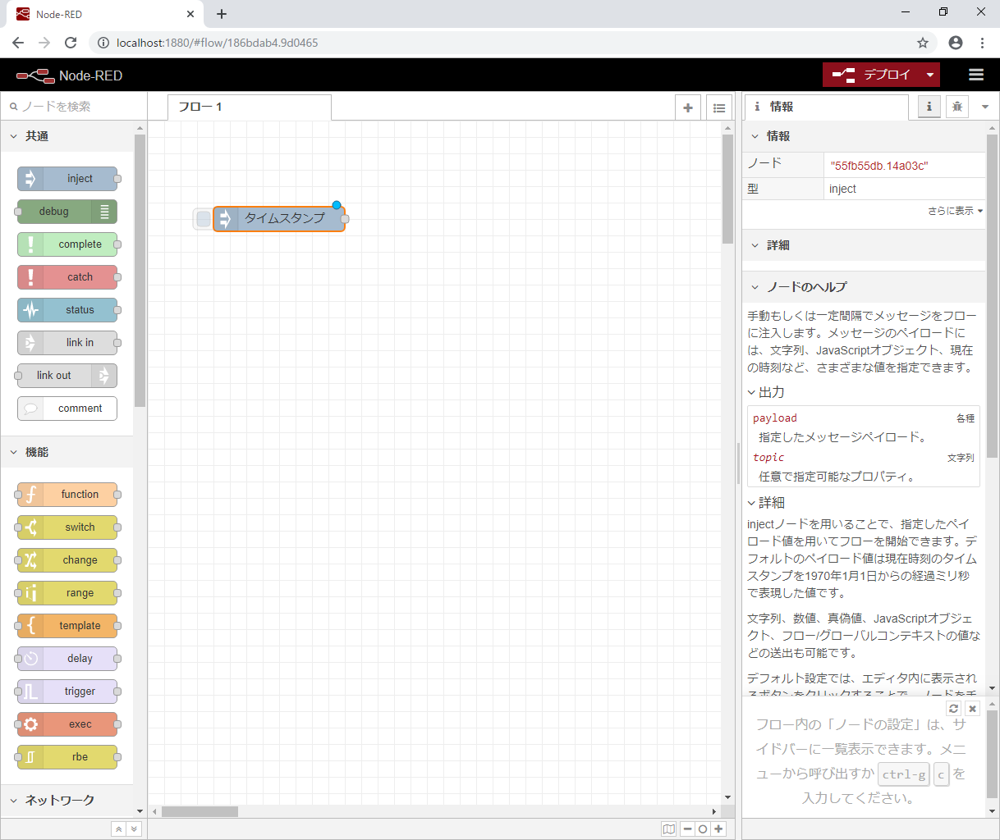 Node-RED
localhost:1880/#flow/186bdab4.9d0465
Node-RED
デプロイ
ノードを検索
フロー 1
情報
共通
inject
debug
complete
catch
status
link in
link out
comment
機能
function
switch
change
range
template
delay
trigger
exec
rbe
ネットワーク
タイムスタンプ
情報
ノード "55fb55db.14a03c"
型 inject
さらに表示
詳細
ノードのヘルプ
手動もしくは一定間隔でメッセージをフロー
に注入します。メッセージのペイロードに
は、文字列、JavaScriptオブジェクト、現在
の時刻など、さまざまな値を指定できます。
出力
payload 各種
指定したメッセージペイロード。
topic 文字列
任意で指定可能なプロパティ。
詳細
injectノードを用いることで、指定したペイ
ロード値を用いてフローを開始できます。デ
フォルトのペイロード値は現在時刻のタイム
スタンプを1970年1月1日からの経過ミリ秒
で表現した値です。
文字列、数値、真偽値、JavaScriptオブジェ
クト、フロー/グローバルコンテキストの値な
どの送出も可能です。
デフォルト設定では、エディタ内に表示され
るボタンをクリックすることで、ノードを手
フロー内の「ノードの設定」は、サ
イドバーに一覧表示できます。メニ
ューから呼び出すか ctrl-g c を
入力してください。